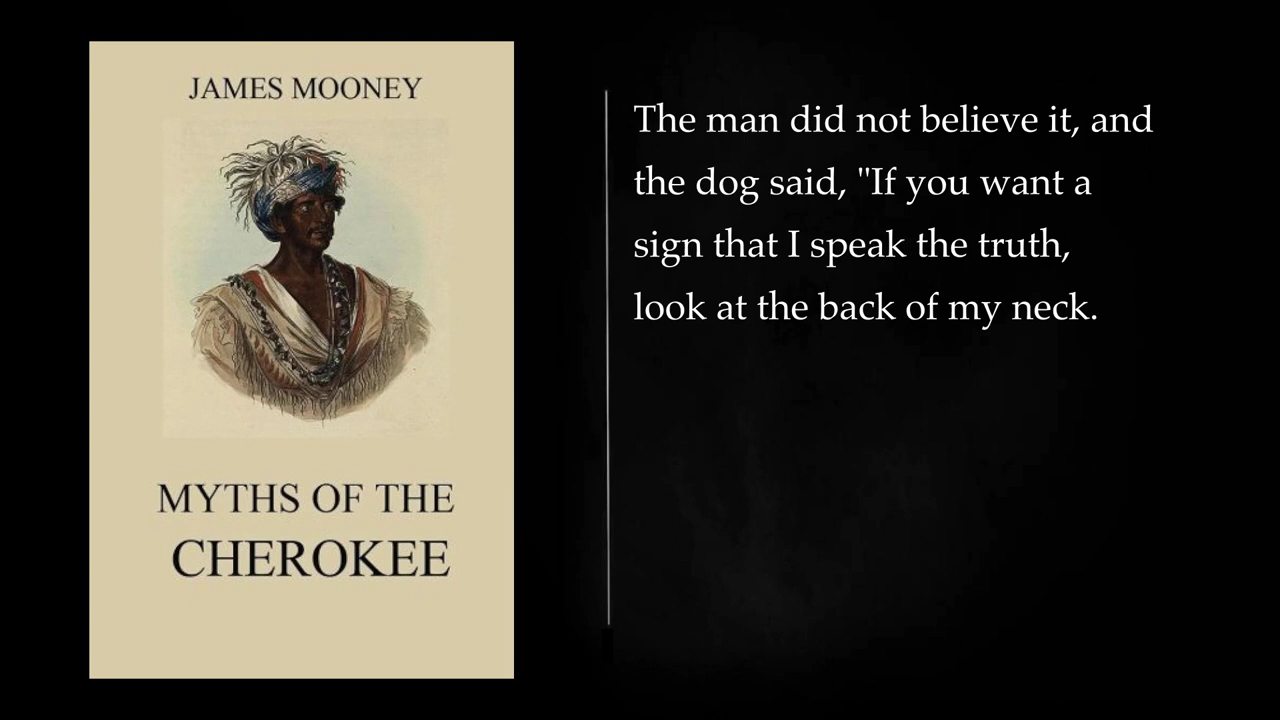 JAMES MOONEY
MYTHS OF THE
CHEROKEE
The man did not believe it, and
the dog said, "If you want a
sign that I speak the truth,
look at the back of my neck.